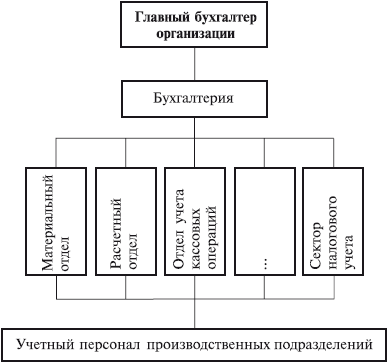 Главный бухгалтер
организации
Бухгалтерия
Материальный
отдел
Расчетный
отдел
Отдел учета
кассовых
операций
...
Сектор
налогового
учета
Учетный персонал производственных подразделений